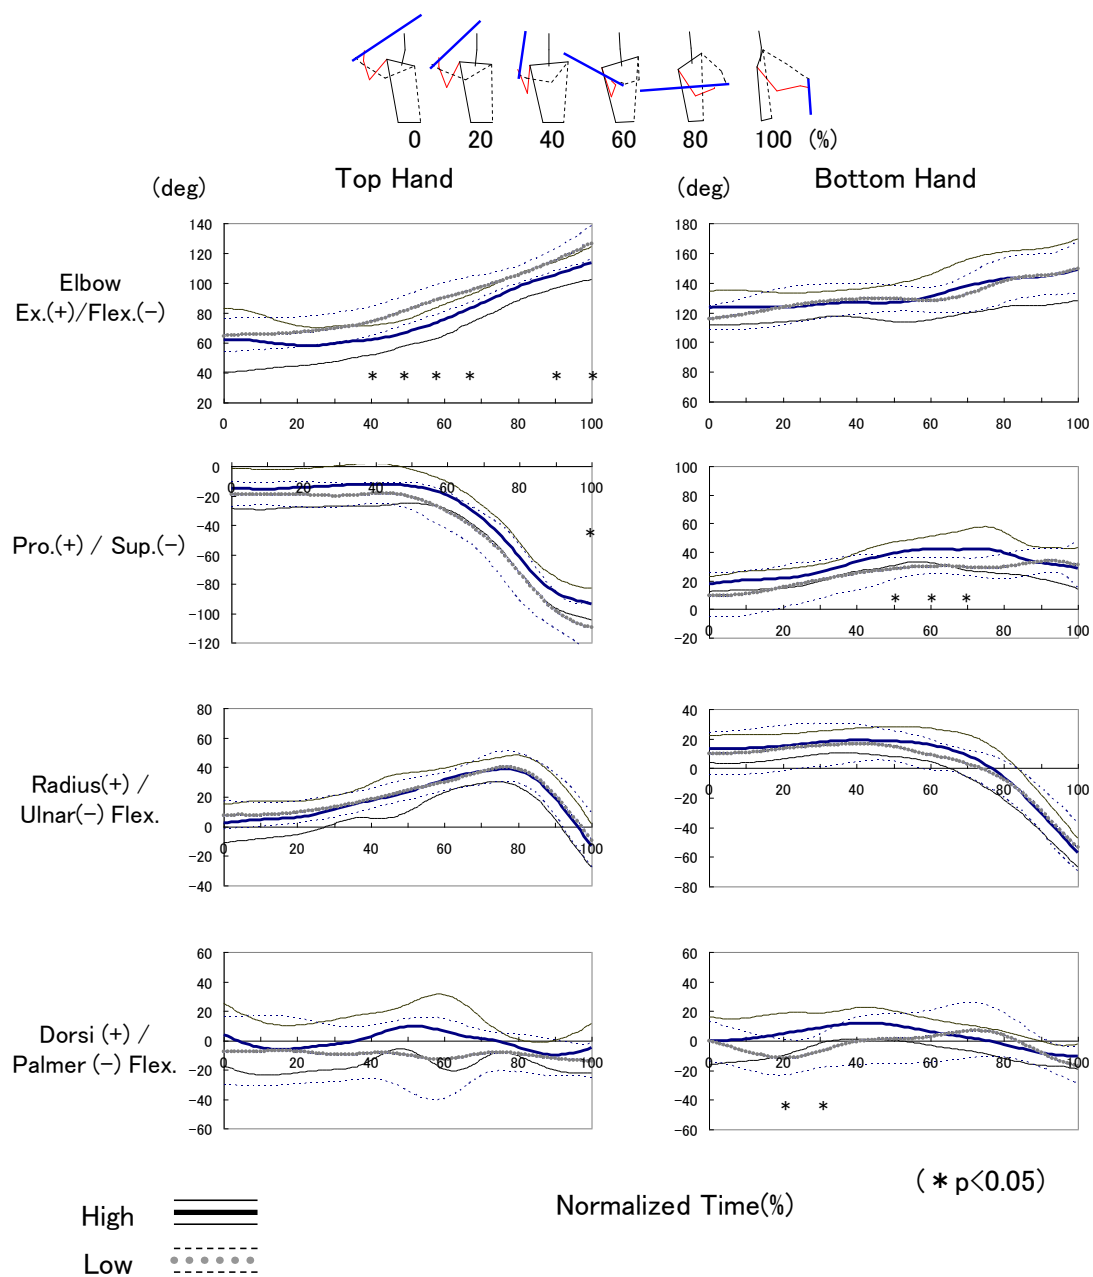 0 20 40 60 80 100 (%)
Top Hand Bottom Hand
(deg) (deg)
Elbow
Ex.(+)/Flex.(-)
140
120
100
80
60
40
20
0 20 40 60 80 100
* * * * * *
180
160
140
120
100
80
60
0 20 40 60 80 100
Pro.(+) / Sup.(-)
0
-20
-40
-60
-80
-100
-120
0 20 40 60 80 100
*
100
80
60
40
20
0
-20
0 20 40 60 80 100
* * *
Radius(+) /
Ulnar(-) Flex.
80
60
40
20
0
-20
-40
0 20 40 60 80 100
40
20
0
-20
-40
-60
-80
0 20 40 60 80 100
Dorsi (+) /
Palmer (-) Flex.
60
40
20
0
-20
-40
-60
0 20 40 60 80 100
60
40
20
0
-20
-40
-60
0 20 40 60 80 100
* *
(* p<0.05)
Normalized Time(%)
High
Low